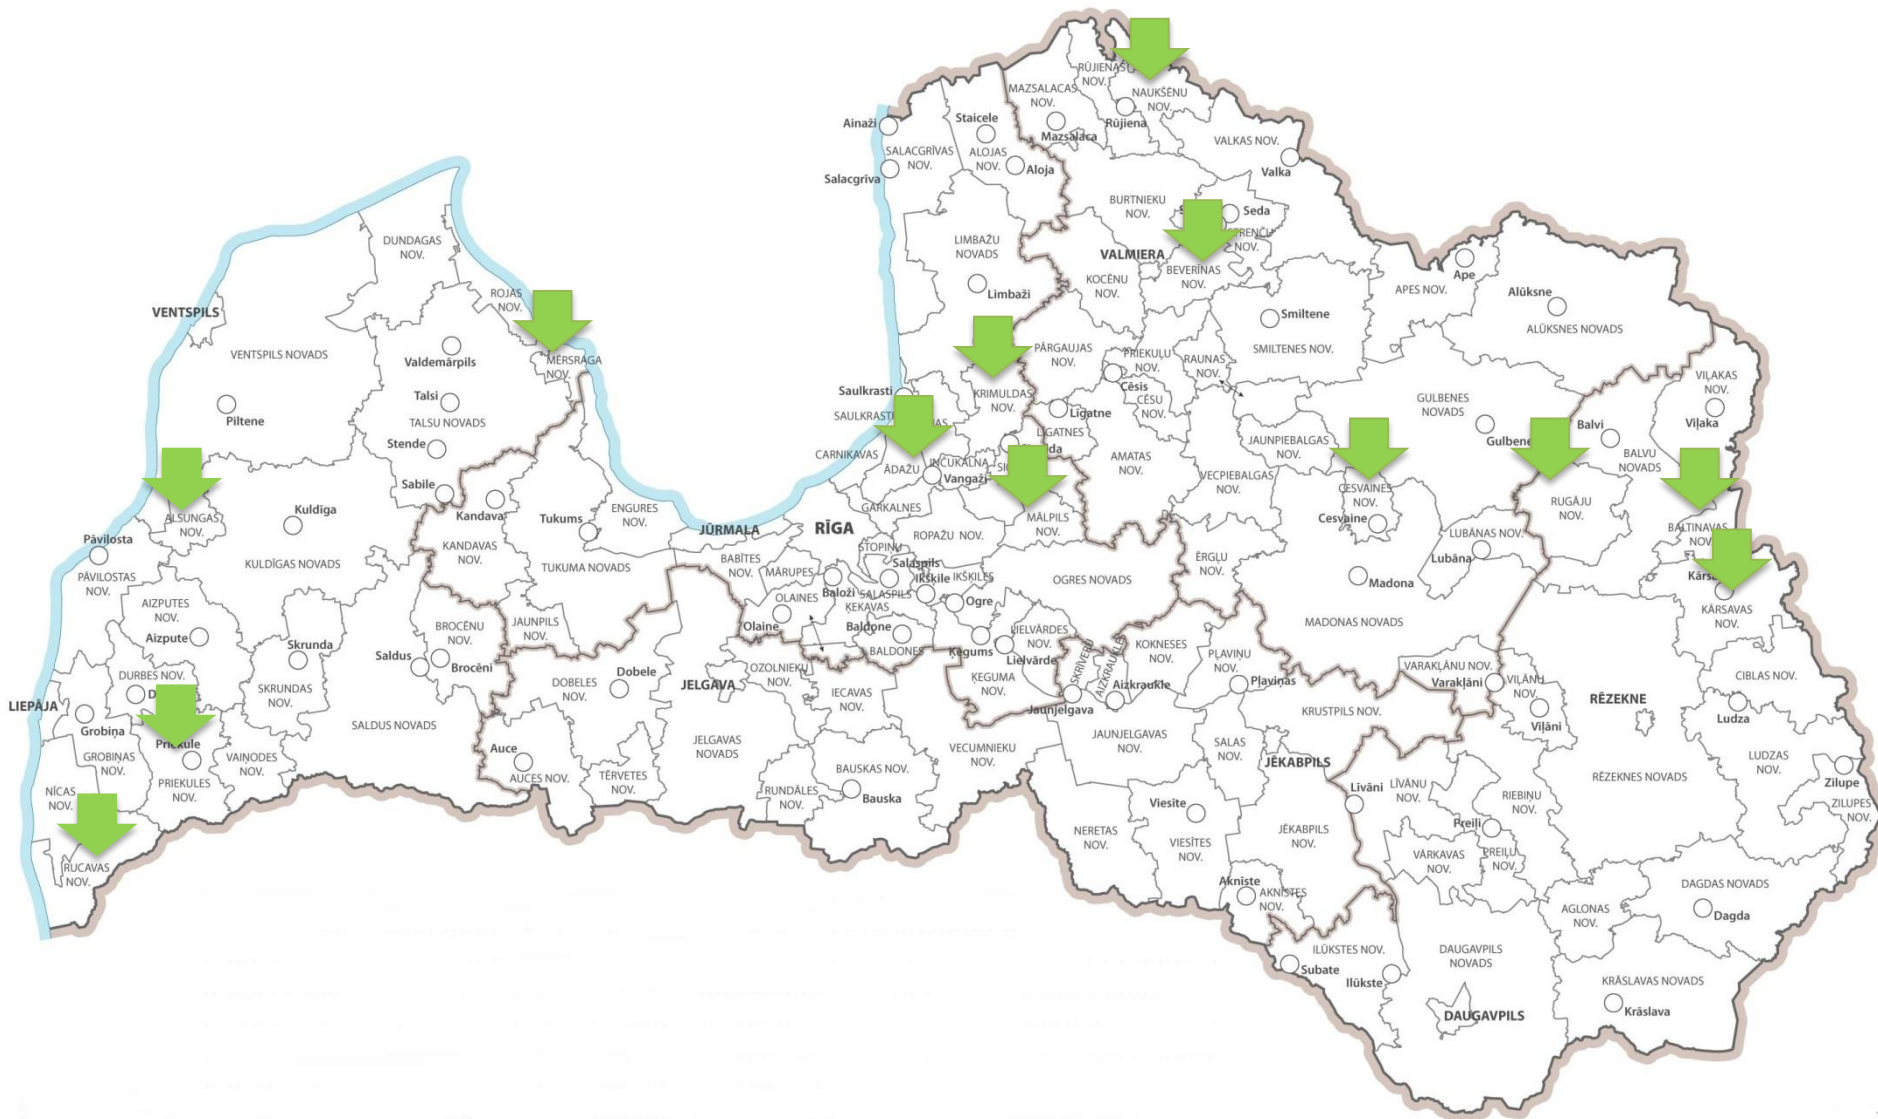 RŪJIENAS
NOV.
MAZSALACAS
NOV.
NAUKŠĒNU
NOV.
Mazsalaca
Rūjiena
Ainaži
Staicele
SALACGRĪVAS
NOV.
ALOJAS
NOV.
Aloja
Salacgrīva
VALKAS NOV.
Valka
BURTNIEKU
NOV.
Seda
NOV.
DUNDAGAS
NOV.
LIMBAŽU
NOVADS
Limbaži
VALMIERA
BEVERĪNAS
NOV.
KOCĒNU
NOV.
Ape
APES NOV.
Alūksne
ALŪKSNES NOVADS
ROJAS
NOV.
VENTSPILS
VENTSPILS NOVADS
Valdemārpils
MĒRSRAGA
NOV.
Smiltene
SMILTENES NOV.
PĀRGAUJAS
NOV.
PRIEKUĻU
NOV.
RAUNAS
NOV.
Cēsis
CĒSU
NOV.
Piltene
Talsi
TALSU NOVADS
Stende
Sabile
Saulkrasti
KRIMULDAS
NOV.
Līgatne
LĪGATNES
NOV.
GULBENES
NOVADS
Gulbene
VIĻAKAS
NOV.
Viļaka
Balvi
BALVU
NOVADS
CARNIKAVAS
ĀDAŽU
INČUKALNA
Vangaži
AMATAS
NOV.
JAUNPIEBALGAS
NOV.
VECPIEBALGAS
NOV.
CESVAINES
NOV.
Cesvaine
RUGĀJU
NOV.
ALSUNGAS
NOV.
Kuldīga
KULDĪGAS NOVADS
Kandava
KANDAVAS
NOV.
Tukums
TUKUMA NOVADS
ENGURES
NOV.
JŪRMALA
RĪGA
GARKALNES
ROPAŽU NOV.
MĀLPILS
NOV.
BALTINAVAS
NOV.
Pāvilosta
PĀVILOSTAS
NOV.
BABĪTES
NOV.
MĀRUPES
STOPIŅU
Salaspils
SALASPILS
Ikšķile
IKŠĶILES
OGRES NOVADS
ĒRGĻU
NOV.
Madona
MADONAS NOVADS
LUBĀNAS NOV.
Lubāna
KĀRSAVAS
NOV.
AIZPUTES
NOV.
Aizpute
Skrunda
SKRUNDAS
NOV.
BROCĒNU
NOV.
Saldus
Brocēni
JAUNPILS
NOV.
OLAINES
Olaine
Baloži
ĶEKAVAS
Baldone
BALDONES
Ogre
Ķegums
LIELVĀRDES
NOV.
Lielvārde
SKRĪVERU
AIZKRAUKLES
KOKNESES
NOV.
PĻAVIŅU
NOV.
Pļaviņas
VARAKĻĀNU NOV.
Varakļāni
VIĻĀNU
NOV.
Viļāni
RĒZEKNE
CIBLAS NOV.
Ludza
DURBES NOV.
LIEPĀJA
Grobiņa
GROBIŅAS
NOV.
Priekule
PRIEKULES
NOV.
VAIŅODES
NOV.
SALDUS NOVADS
Dobele
DOBELES
NOV.
JELGAVA
OZOLNIEKU
NOV.
IECAVAS
NOV.
ĶEGUMA
NOV.
Jaunjelgava
Aizkraukle
KRUSTPILS NOV.
JAUNJELGAVAS
NOV.
SALAS
NOV.
JĒKABPILS
LUDZAS
NOV.
NĪCAS
NOV.
Auce
AUCES NOV.
TĒRVETES
NOV.
JELGAVAS
NOVADS
RUNDĀLES
NOV.
BAUSKAS NOV.
Bauska
VECUMNIEKU
NOV.
RĒZEKNES NOVADS
Zilupe
ZILUPES
NOV.
Līvāni
LĪVĀNU
NOV.
RIEBIŅU
NOV.
Preiļi
PREIĻU
NOV.
VĀRKAVAS
NOV.
NERETAS
NOV.
Viesīte
VIESĪTES
NOV.
JĒKABPILS
NOV.
RUCAVAS
NOV.
Aknīste
AKNĪSTES
NOV.
AGLONAS
NOV.
DAGDAS NOVADS
Dagda
ILŪKSTES NOV.
Subate
Ilūkste
DAUGAVPILS
NOVADS
DAUGAVPILS
KRĀSLAVAS NOVADS
Krāslava